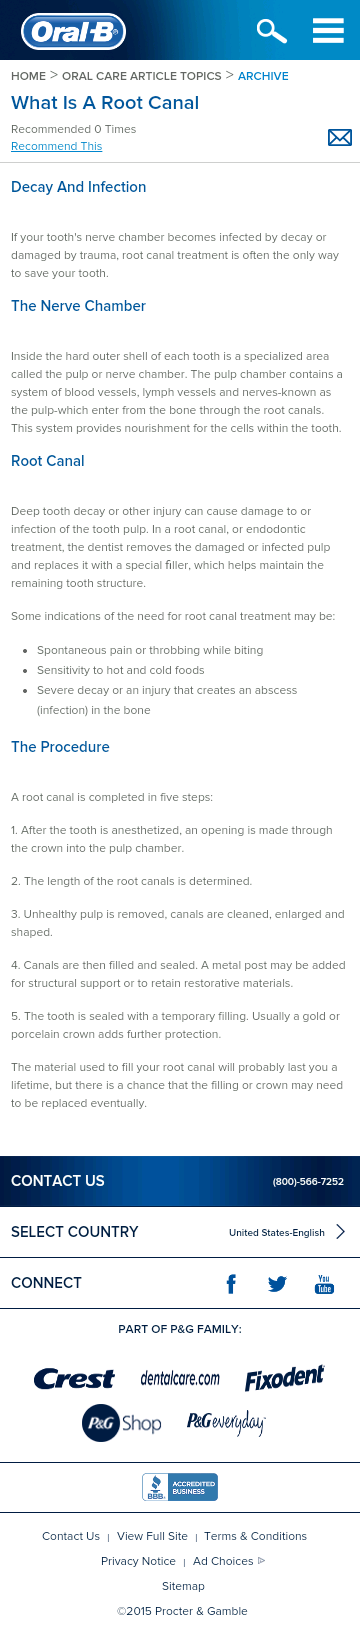 Oral-B
HOME > ORAL CARE ARTICLE TOPICS > ARCHIVE
What Is A Root Canal
Recommended 0 Times
Recommend This
Decay And Infection
If your tooth's nerve chamber becomes infected by decay or
damaged by trauma, root canal treatment is often the only way
to save your tooth.
The Nerve Chamber
Inside the hard outer shell of each tooth is a specialized area
called the pulp or nerve chamber. The pulp chamber contains a
system of blood vessels, lymph vessels and nerves-known as
the pulp-which enter from the bone through the root canals.
This system provides nourishment for the cells within the tooth.
Root Canal
Deep tooth decay or other injury can cause damage to or
infection of the tooth pulp. In a root canal, or endodontic
treatment, the dentist removes the damaged or infected pulp
and replaces it with a special filler, which helps maintain the
remaining tooth structure.
Some indications of the need for root canal treatment may be:
• Spontaneous pain or throbbing while biting
• Sensitivity to hot and cold foods
• Severe decay or an injury that creates an abscess
(infection) in the bone
The Procedure
A root canal is completed in five steps:
1. After the tooth is anesthetized, an opening is made through
the crown into the pulp chamber.
2. The length of the root canals is determined.
3. Unhealthy pulp is removed, canals are cleaned, enlarged and
shaped.
4. Canals are then filled and sealed. A metal post may be added
for structural support or to retain restorative materials.
5. The tooth is sealed with a temporary filling. Usually a gold or
porcelain crown adds further protection.
The material used to fill your root canal will probably last you a
lifetime, but there is a chance that the filling or crown may need
to be replaced eventually.
CONTACT US (800)-566-7252
SELECT COUNTRY United States-English
CONNECT You Tube
PART OF P&G FAMILY:
Crest dentalcare.com Fixodent
P&G Shop P&G everyday
BBB ACCREDITED BUSINESS
Contact Us | View Full Site | Terms & Conditions
Privacy Notice | Ad Choices
Sitemap
©2015 Procter & Gamble